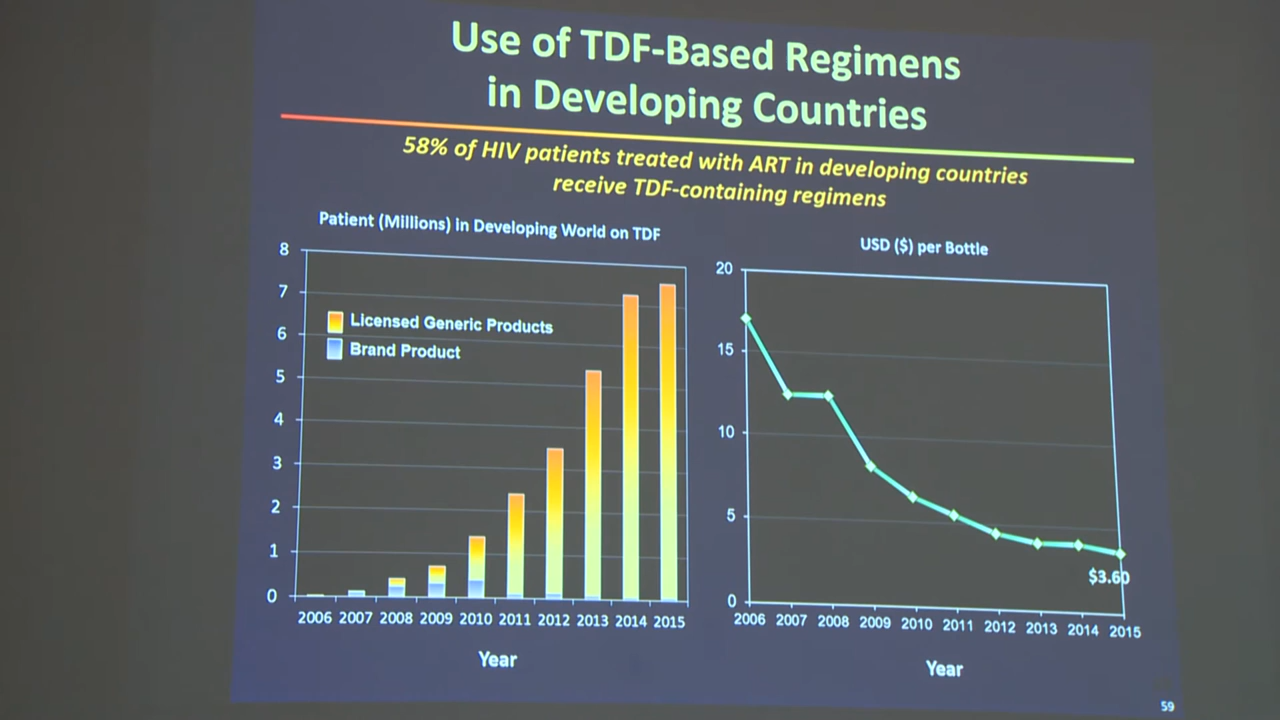 Use of TDF-Based Regimens
in Developing Countries
58% of HIV patients treated with ART in developing countries
receive TDF-containing regimens
Patient (Millions) in Developing World on TDF
8
7
6
5
4
3
2
1
0
Licensed Generic Products
Brand Product
2006 2007 2008 2009 2010 2011 2012 2013 2014 2015
Year
USD ($) per Bottle
20
15
10
5
0
$3.60
2006 2007 2008 2009 2010 2011 2012 2013 2014 2015
Year
59